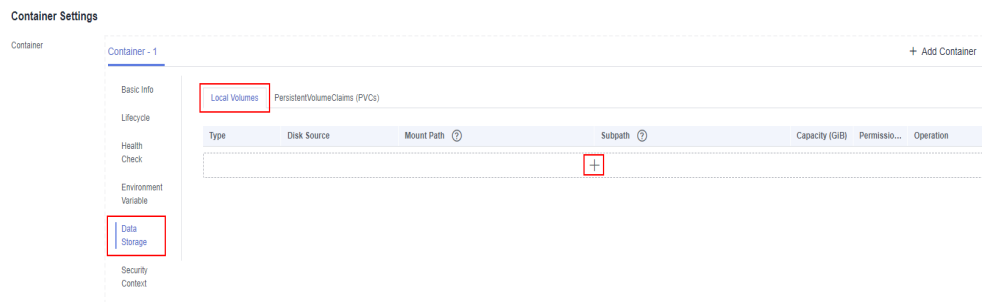 Container Settings
Container
Container - 1
+ Add Container
Basic Info
Lifecycle
Health
Check
Environment
Variable
Data
Storage
Security
Context
Local Volumes PersistentVolumeClaims (PVCs)
Type Disk Source Mount Path ? Subpath ? Capacity (GiB) Permissio... Operation
+